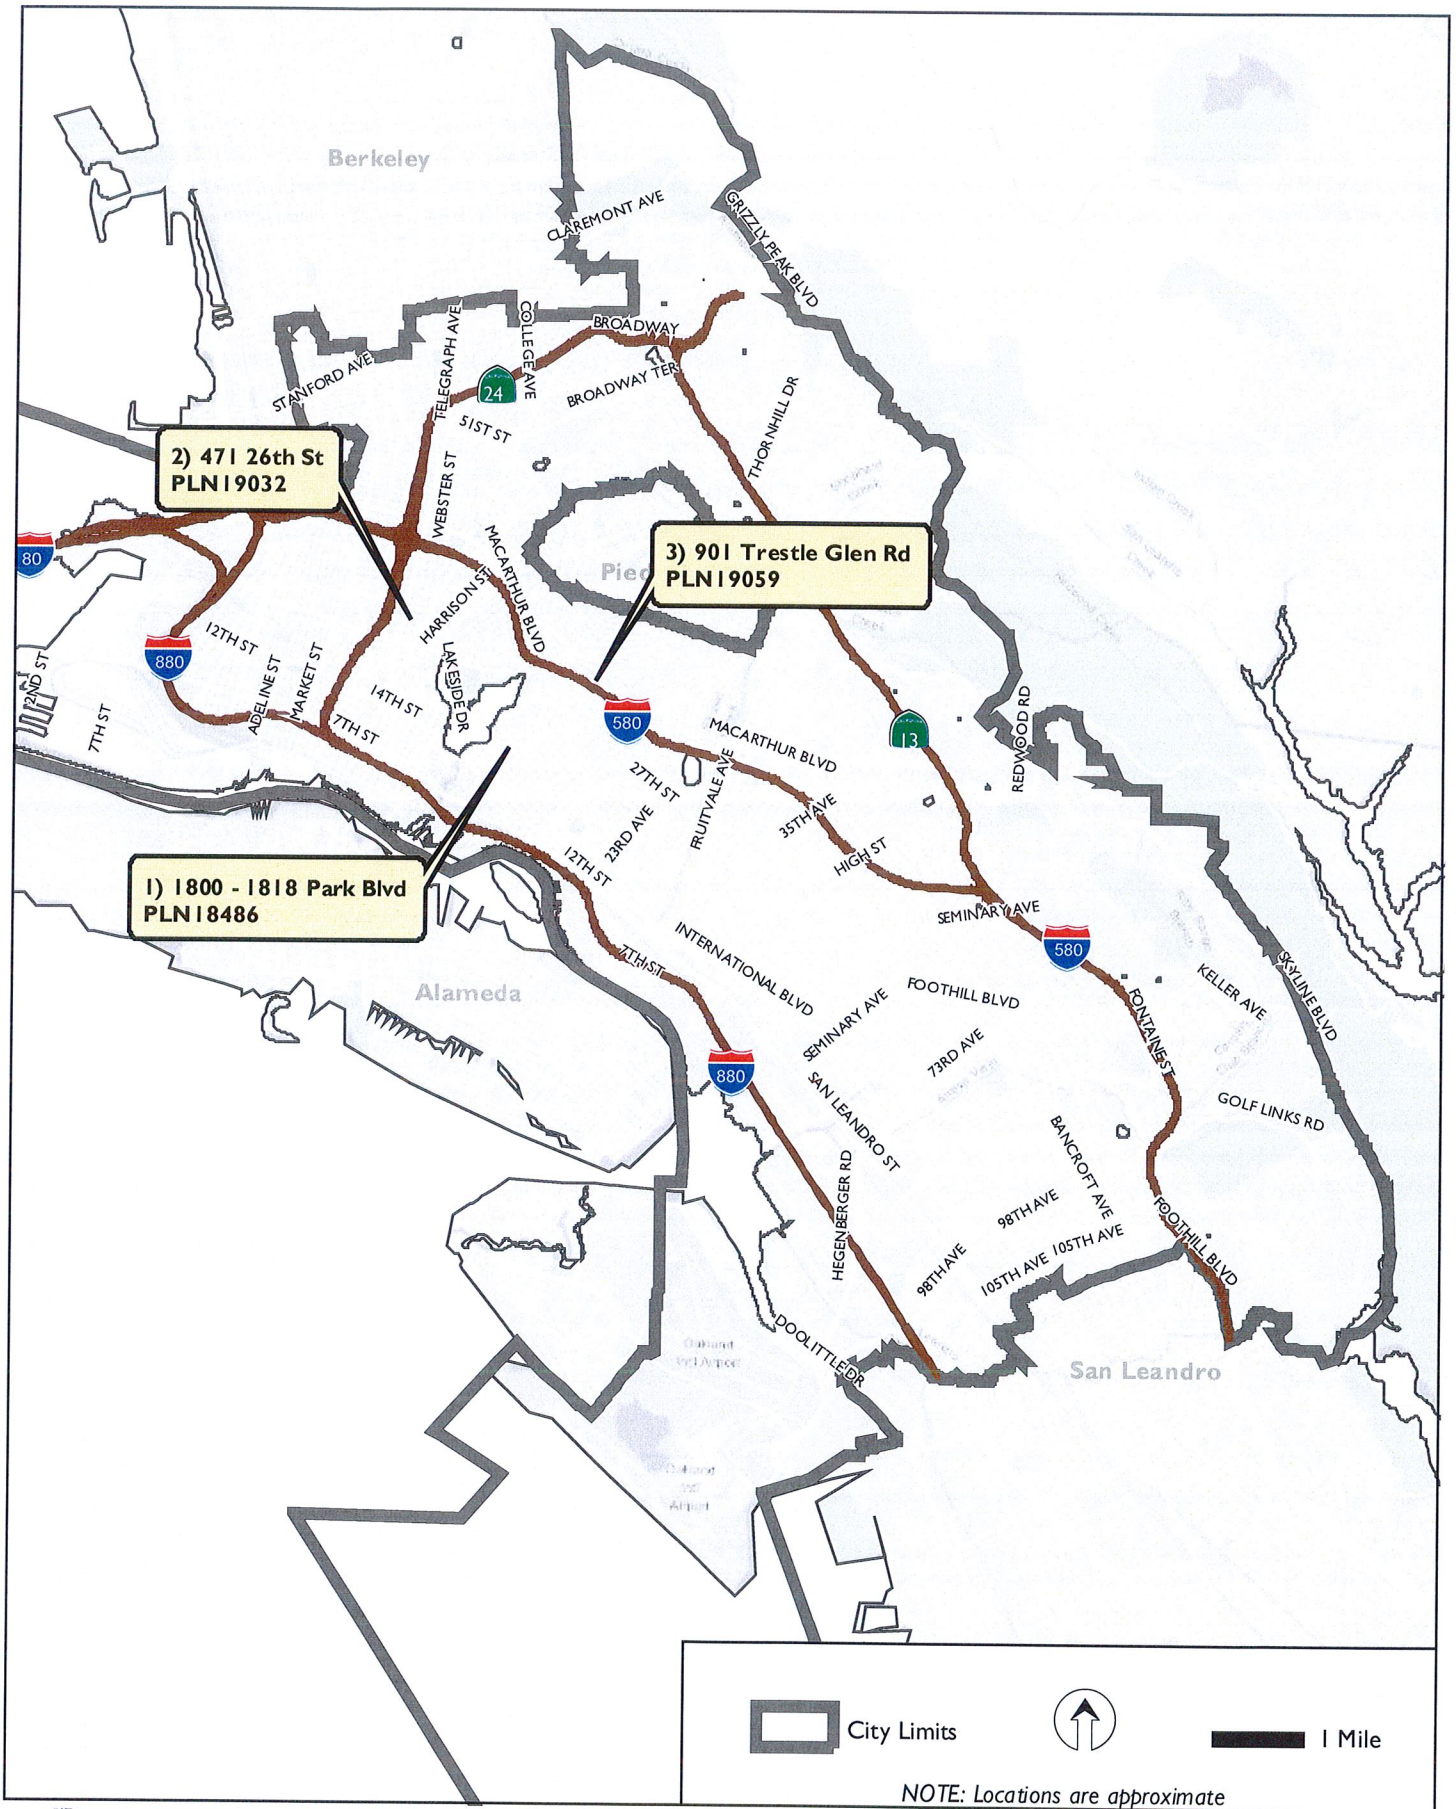 Berkeley
CLAREMONT AVE
GRIZZLY PEAK BLVD
BROADWAY
COLLEGE AVE
TELEGRAPH AVE
STANFORD AVE
24
BROADWAY TER
THORNHILL DR
51ST ST
2) 471 26th St
PLN19032
WEBSTER ST
MACARTHUR BLVD
3) 901 Trestle Glen Rd
PLN19059
80
HARRISON ST
12TH ST
880
LAKESIDE DR
2ND ST
7TH ST
ADELINE ST
MARKET ST
14TH ST
7TH ST
580
MACARTHUR BLVD
13
REDWOOD RD
27TH ST
FRUITVALE AVE
23RD AVE
35TH AVE
HIGH ST
12TH ST
1) 1800 - 1818 Park Blvd
PLN18486
SEMINARY AVE
580
7TH ST
INTERNATIONAL BLVD
KELLER AVE
SKYLINE BLVD
Alameda
FOOTHILL BLVD
SEMINARY AVE
FONTAINE ST
73RD AVE
880
SAN LEANDRO ST
GOLF LINKS RD
BANCROFT AVE
HEGENBERGER RD
98TH AVE
FOOTHILL BLVD
105TH AVE
98TH AVE
105TH AVE
DOOLITTLE DR
San Leandro
Oakland
Int'l Airport
Oakland
Int'l
Airport
City Limits
1 Mile
NOTE: Locations are approximate